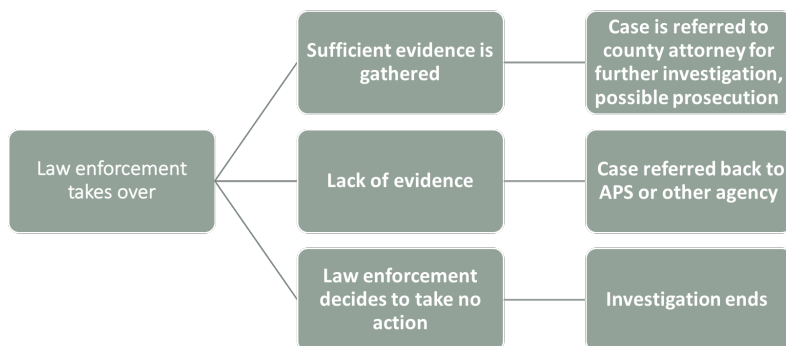 Law enforcement
takes over
Sufficient evidence is
gathered
Case is referred to
county attorney for
further investigation,
possible prosecution
Lack of evidence
Case referred back to
APS or other agency
Law enforcement
decides to take no
action
Investigation ends